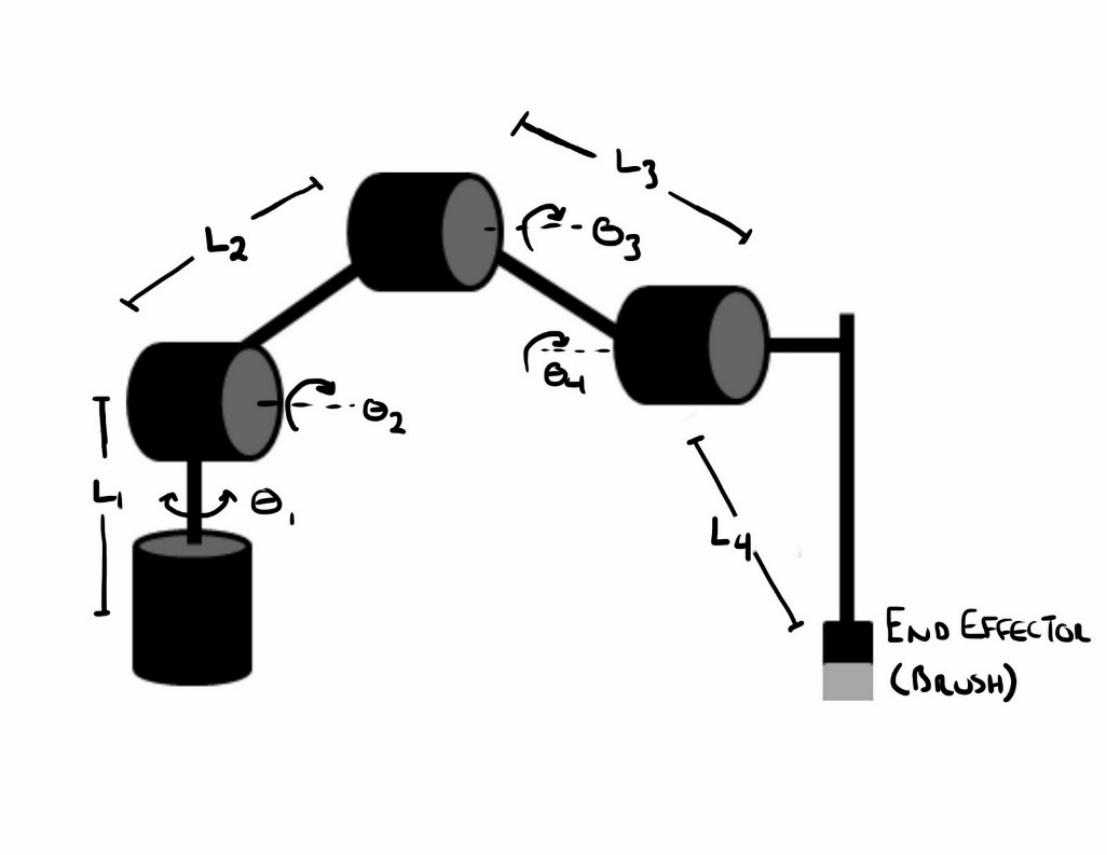 L3
L2
θ3
θ4
θ2
L1
θ1
L4
END EFFECTOR
(BRUSH)